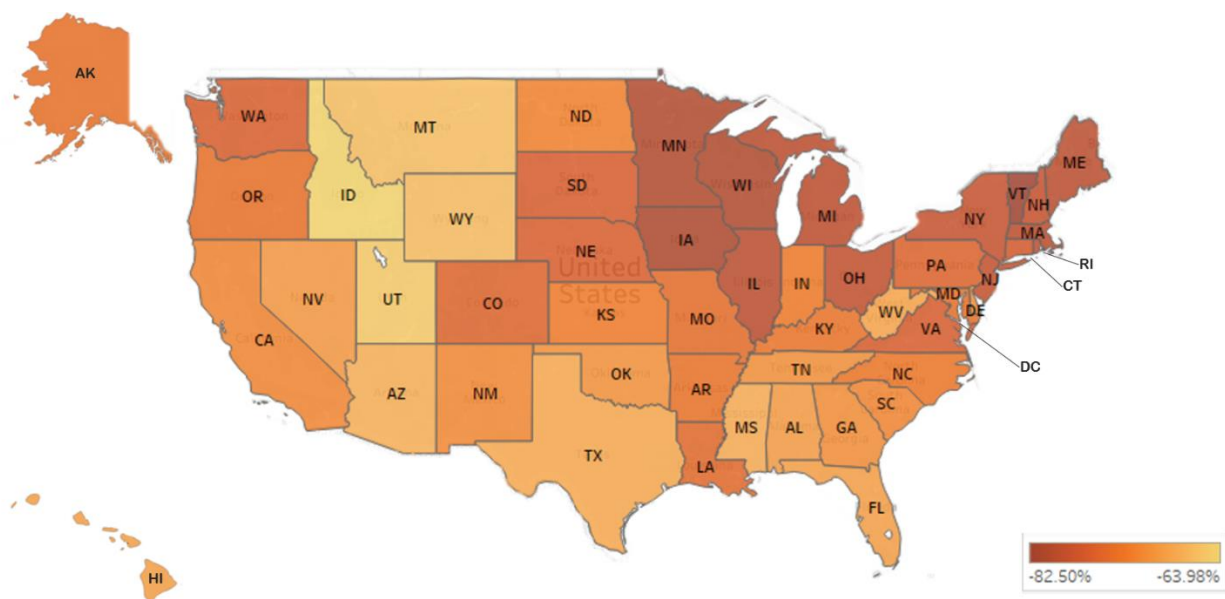 AK
WA
MT
ND
MN
ME
SD
WI
VT
NH
OR
ID
WY
MI
NY
MA
IA
RI
NE
PA
CT
United
States
NV
UT
CO
IL
IN
OH
NJ
MD
KS
WV
DE
CA
MO
KY
VA
DC
OK
TN
NC
AZ
NM
AR
SC
MS
AL
GA
TX
LA
FL
HI
-82.50% -63.98%